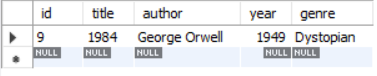 id title author year genre
9 1984 George Orwell 1949 Dystopian
NULL NULL NULL NULL NULL